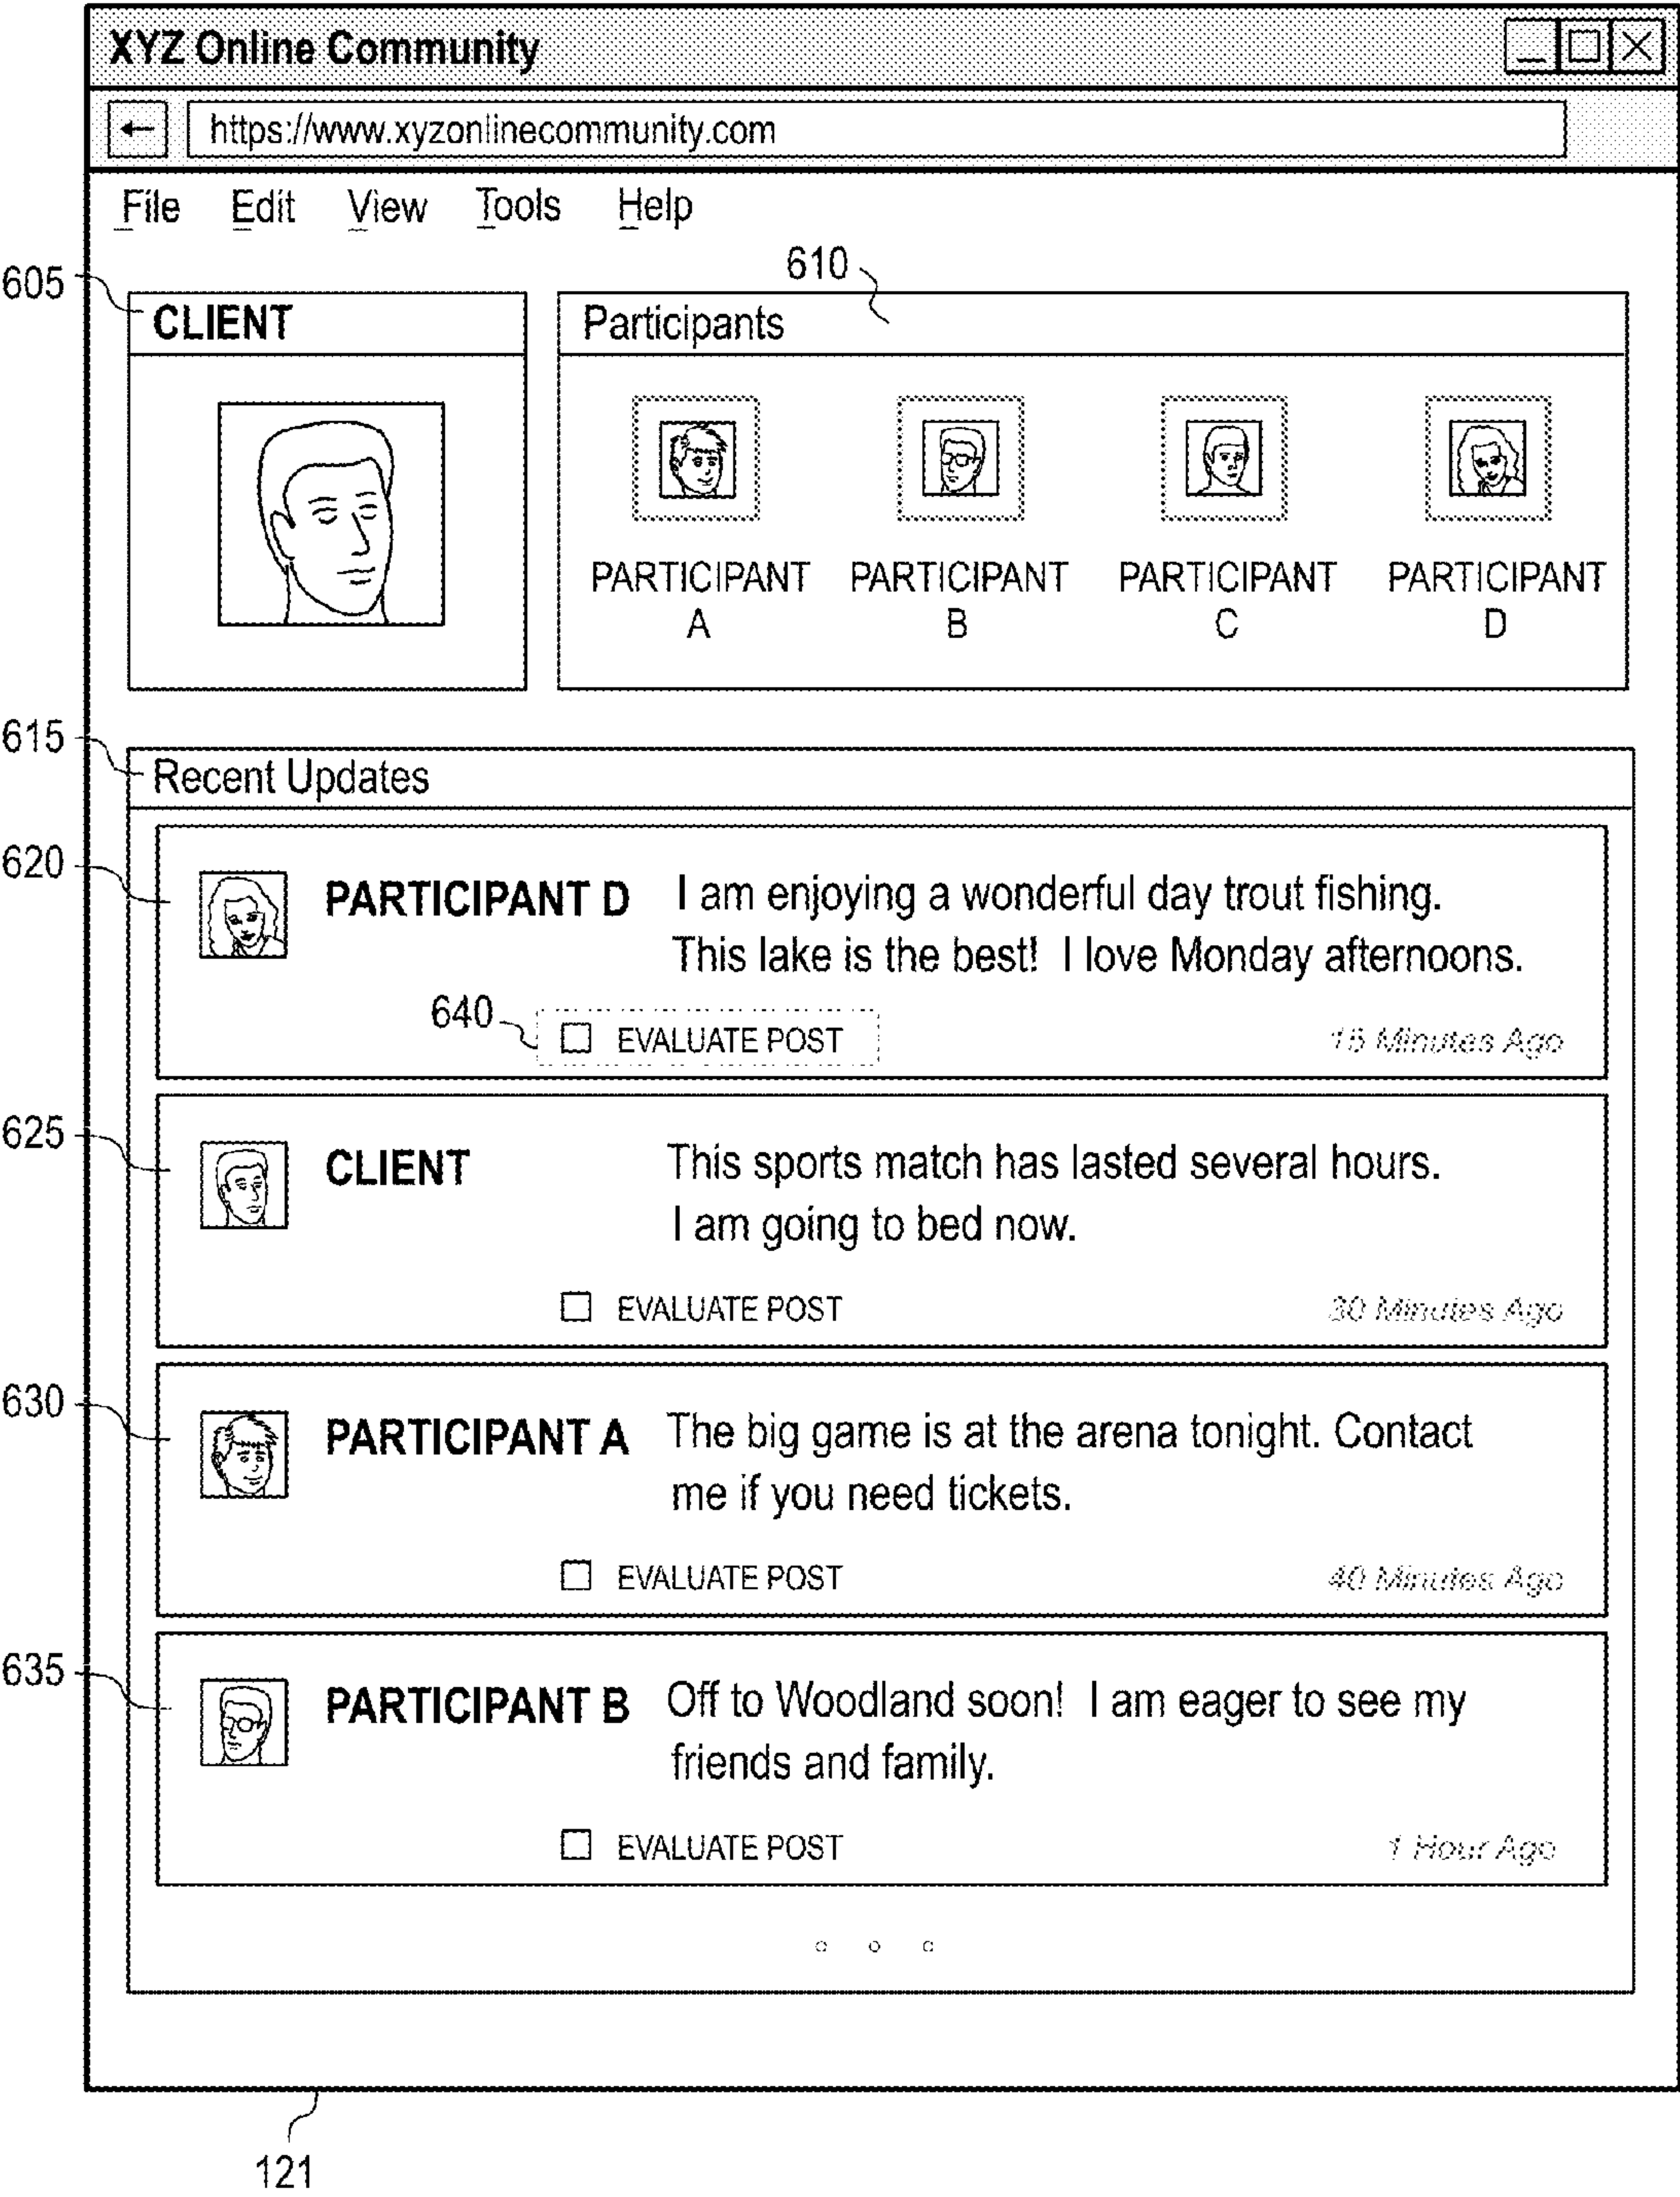 XYZ Online Community
https://www.xyzonlinecommunity.com
File Edit View Tools Help
605
610
CLIENT
Participants
PARTICIPANT A
PARTICIPANT B
PARTICIPANT C
PARTICIPANT D
615
Recent Updates
620
PARTICIPANT D I am enjoying a wonderful day trout fishing.
This lake is the best! I love Monday afternoons.
640
EVALUATE POST 15 Minutes Ago
625
CLIENT This sports match has lasted several hours.
I am going to bed now.
EVALUATE POST 30 Minutes Ago
630
PARTICIPANT A The big game is at the arena tonight. Contact
me if you need tickets.
EVALUATE POST 40 Minutes Ago
635
PARTICIPANT B Off to Woodland soon! I am eager to see my
friends and family.
EVALUATE POST 1 Hour Ago
121